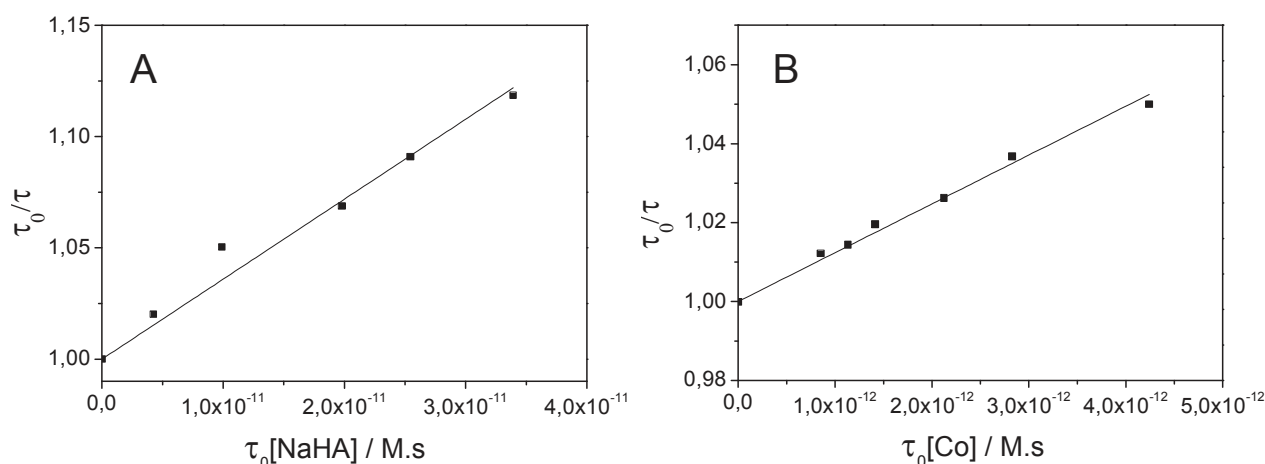 A
1,15
1,10
1,05
1,00
τ₀/τ
0,0
1,0x10⁻¹¹
2,0x10⁻¹¹
3,0x10⁻¹¹
4,0x10⁻¹¹
τ₀[NaHA] / M.s
B
1,06
1,04
1,02
1,00
0,98
τ₀/τ
0,0
1,0x10⁻¹²
2,0x10⁻¹²
3,0x10⁻¹²
4,0x10⁻¹²
5,0x10⁻¹²
τ₀[Co] / M.s